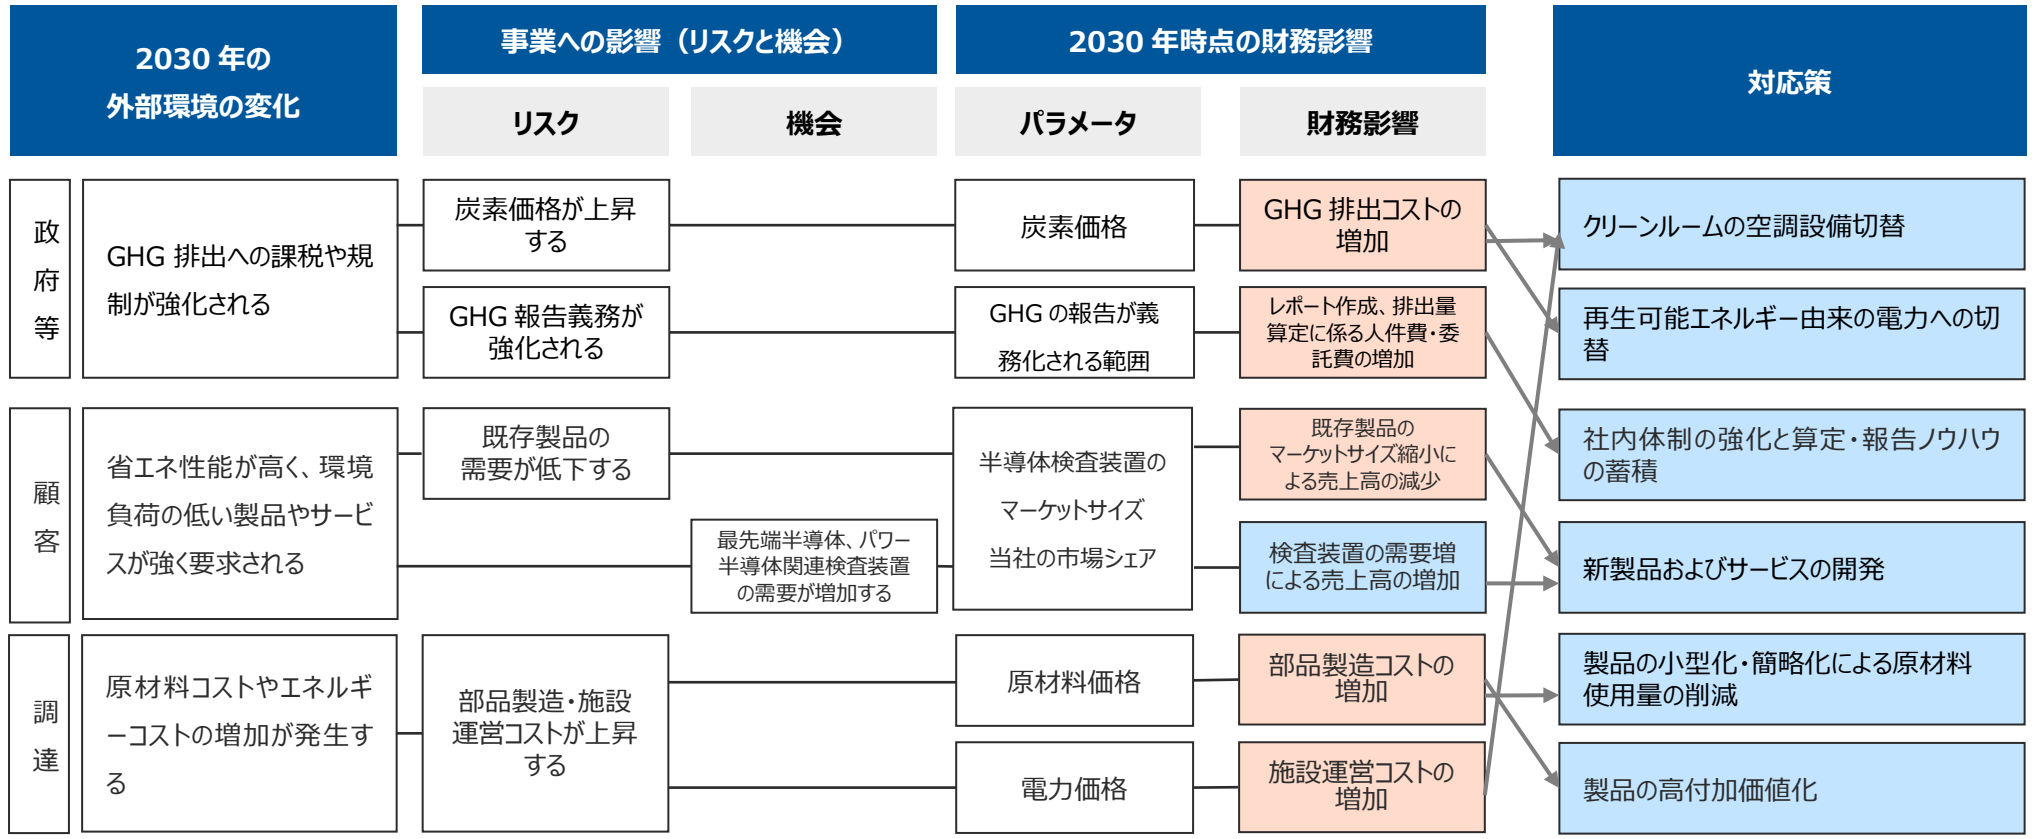 2030 年の
外部環境の変化
事業への影響（リスクと機会）
2030 年時点の財務影響
対応策
リスク
機会
パラメータ
財務影響
政
府
等
GHG 排出への課税や規
制が強化される
炭素価格が上昇
する
炭素価格
GHG 排出コストの
増加
クリーンルームの空調設備切替
GHG 報告義務が
強化される
GHG の報告が義
務化される範囲
レポート作成、排出量
算定に係る人件費・委
託費の増加
再生可能エネルギー由来の電力への切
替
顧
客
省エネ性能が高く、環境
負荷の低い製品やサービ
スが強く要求される
既存製品の
需要が低下する
最先端半導体、パワー
半導体関連検査装置
の需要が増加する
半導体検査装置の
マーケットサイズ
当社の市場シェア
既存製品の
マーケットサイズ縮小に
よる売上高の減少
検査装置の需要増
による売上高の増加
社内体制の強化と算定・報告ノウハウ
の蓄積
新製品およびサービスの開発
調
達
原材料コストやエネルギ
ーコストの増加が発生す
る
部品製造・施設
運営コストが上昇
する
原材料価格
部品製造コストの
増加
製品の小型化・簡略化による原材料
使用量の削減
電力価格
施設運営コストの
増加
製品の高付加価値化